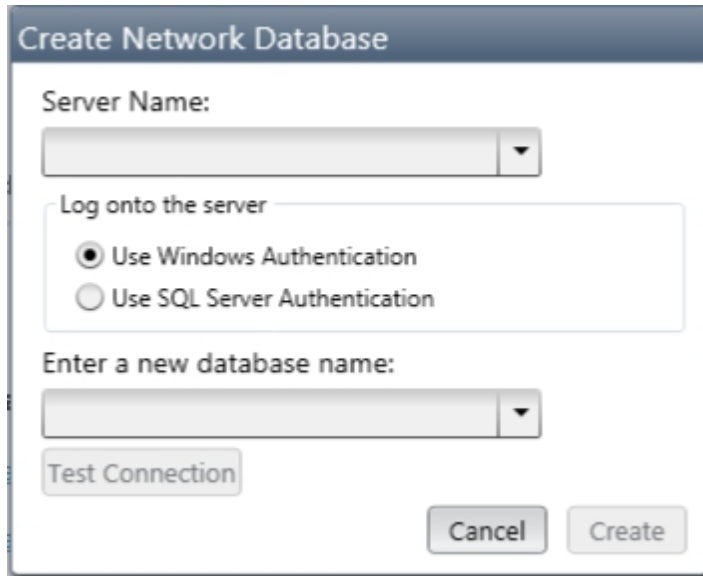 Create Network Database
Server Name:
Log onto the server
Use Windows Authentication
Use SQL Server Authentication
Enter a new database name:
Test Connection
Cancel Create